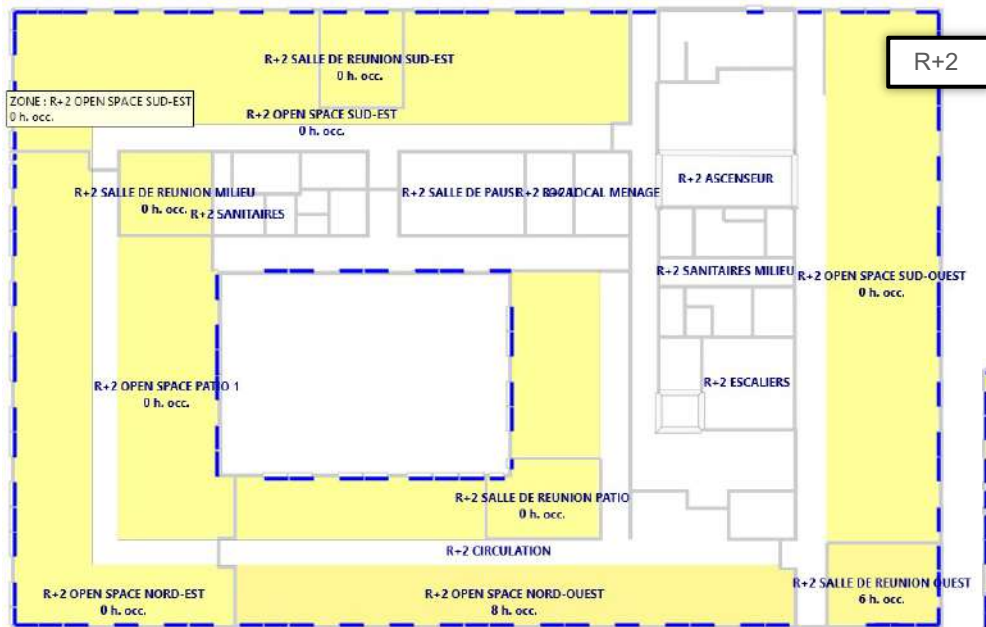 R+2
R+2 SALLE DE REUNION SUD-EST
0 h. occ.
ZONE : R+2 OPEN SPACE SUD-EST
0 h. occ.
R+2 OPEN SPACE SUD-EST
0 h. occ.
R+2 SALLE DE REUNION MILIEU
0 h. occ.
R+2 SANITAIRES
R+2 SALLE DE PAUSE
LOCAL MENAGE
R+2 ASCENSEUR
R+2 SANITAIRES MILIEU
R+2 OPEN SPACE SUD-OUEST
0 h. occ.
R+2 OPEN SPACE PATIO 1
0 h. occ.
R+2 ESCALIERS
R+2 SALLE DE REUNION PATIO
0 h. occ.
R+2 CIRCULATION
R+2 OPEN SPACE NORD-EST
0 h. occ.
R+2 OPEN SPACE NORD-OUEST
8 h. occ.
R+2 SALLE DE REUNION OUEST
6 h. occ.